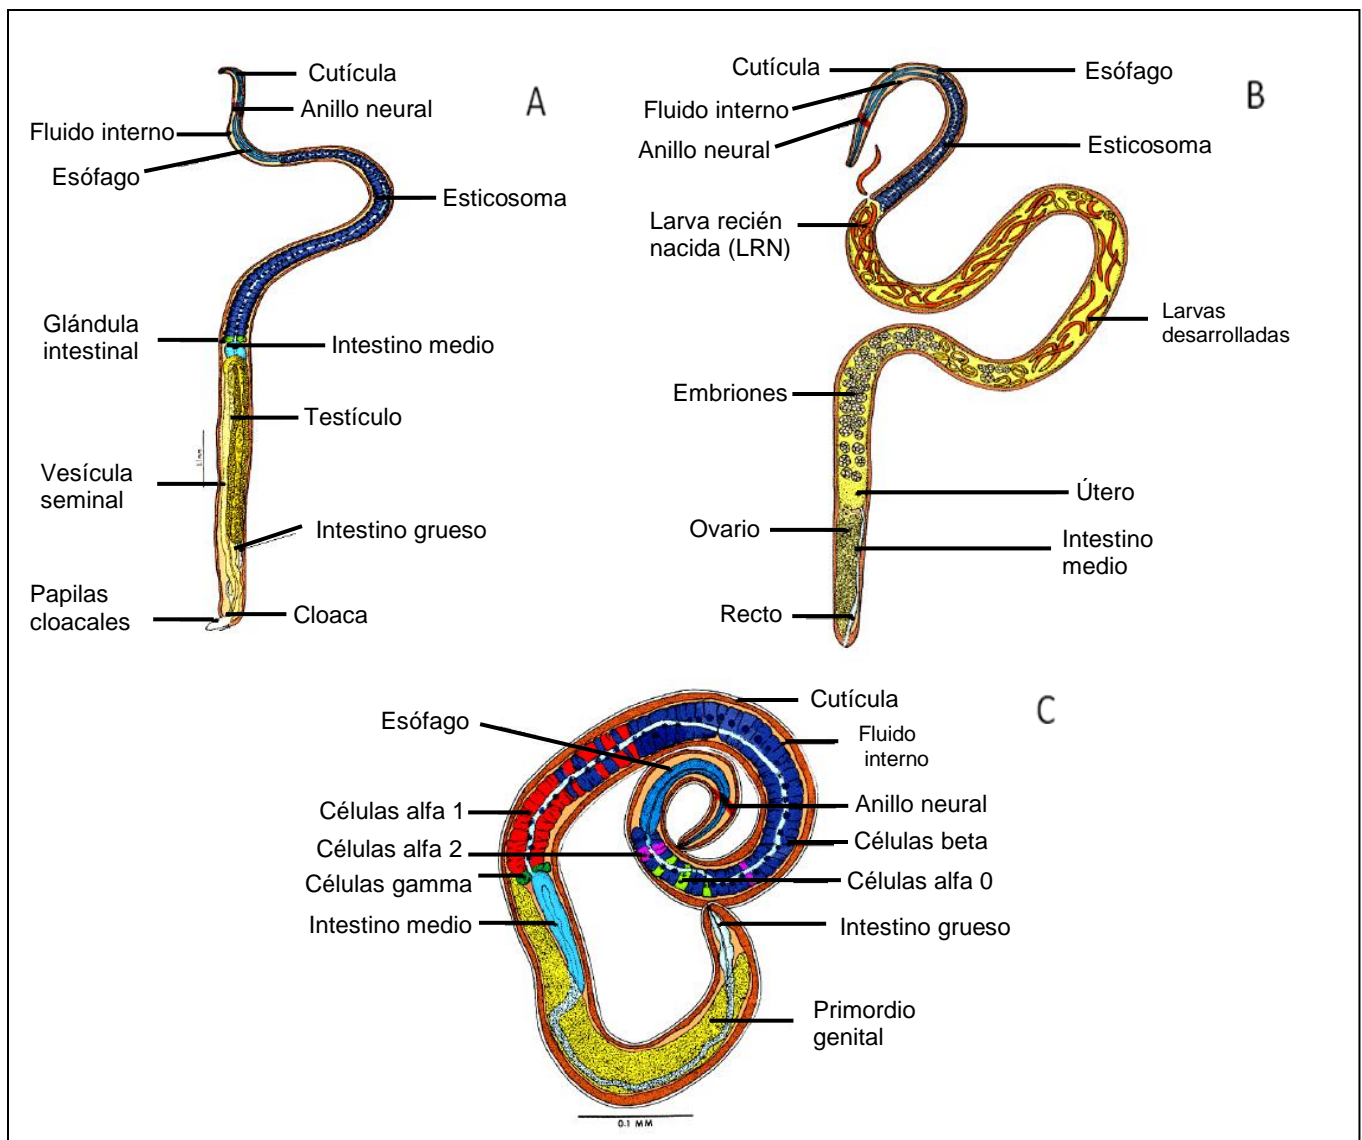 A
Cutícula
Anillo neural
Fluido interno
Esófago
Esticosoma
Glándula
intestinal
Intestino medio
Testículo
Vesícula
seminal
Intestino grueso
Papilas
cloacales
Cloaca
B
Cutícula
Esófago
Fluido interno
Anillo neural
Esticosoma
Larva recién
nacida (LRN)
Larvas
desarrolladas
Embriones
Útero
Ovario
Intestino
medio
Recto
C
Cutícula
Esófago
Fluido
interno
Anillo neural
Células alfa 1
Células beta
Células alfa 2
Células alfa 0
Células gamma
Intestino medio
Intestino grueso
Primordio
genital
0.1 MM